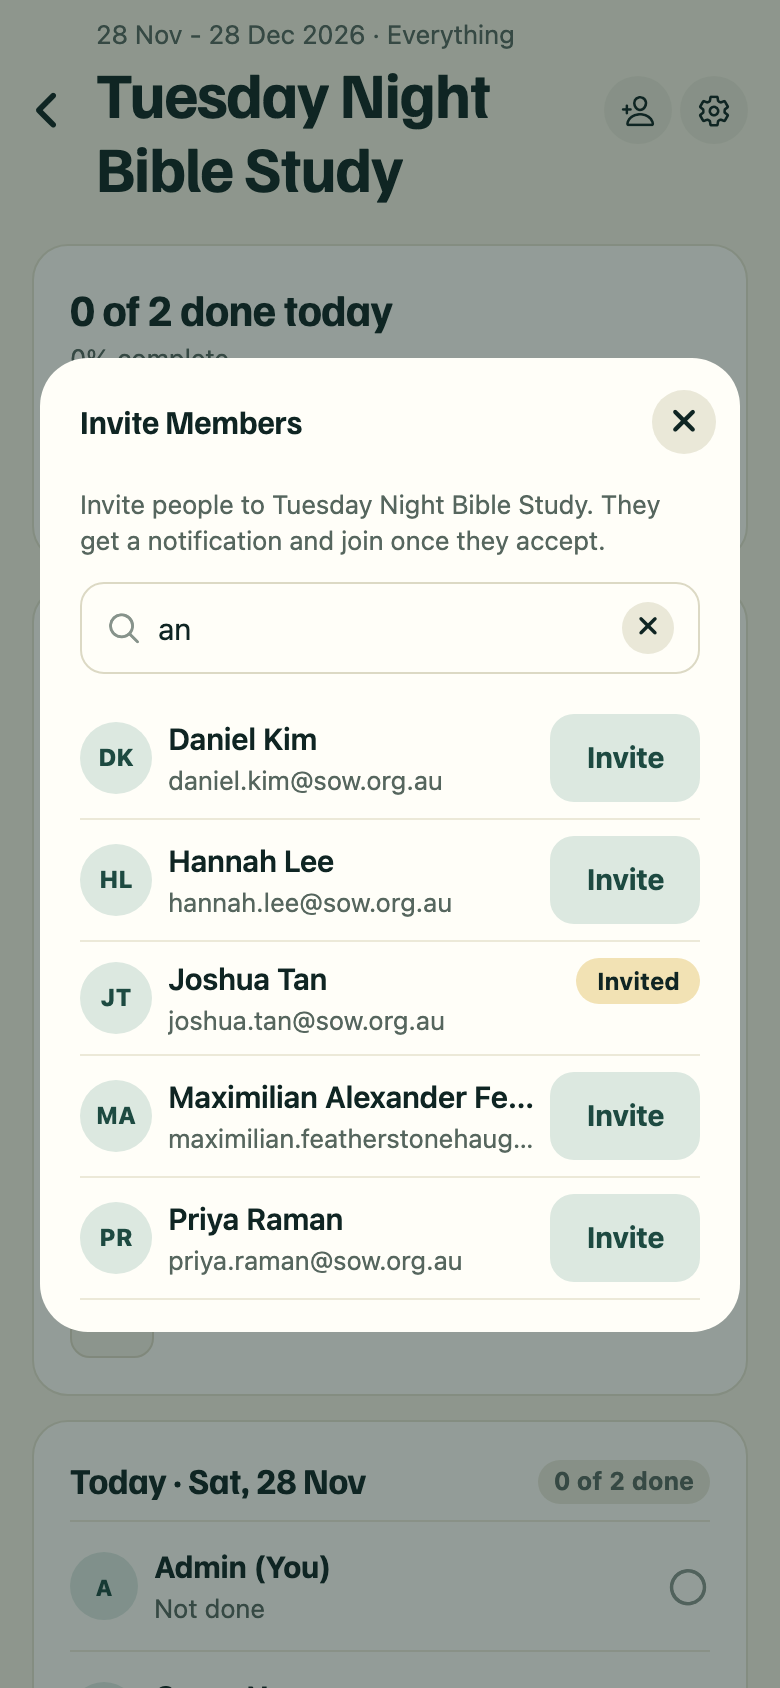 28 Nov - 28 Dec 2026 · Everything
Tuesday Night
Bible Study
0 of 2 done today
0% complete
Invite Members
Invite people to Tuesday Night Bible Study. They
get a notification and join once they accept.
an
DK
Daniel Kim
daniel.kim@sow.org.au
Invite
HL
Hannah Lee
hannah.lee@sow.org.au
Invite
JT
Joshua Tan
joshua.tan@sow.org.au
Invited
MA
Maximilian Alexander Fe...
maximilian.featherstonehaug...
Invite
PR
Priya Raman
priya.raman@sow.org.au
Invite
Today · Sat, 28 Nov
0 of 2 done
A
Admin (You)
Not done